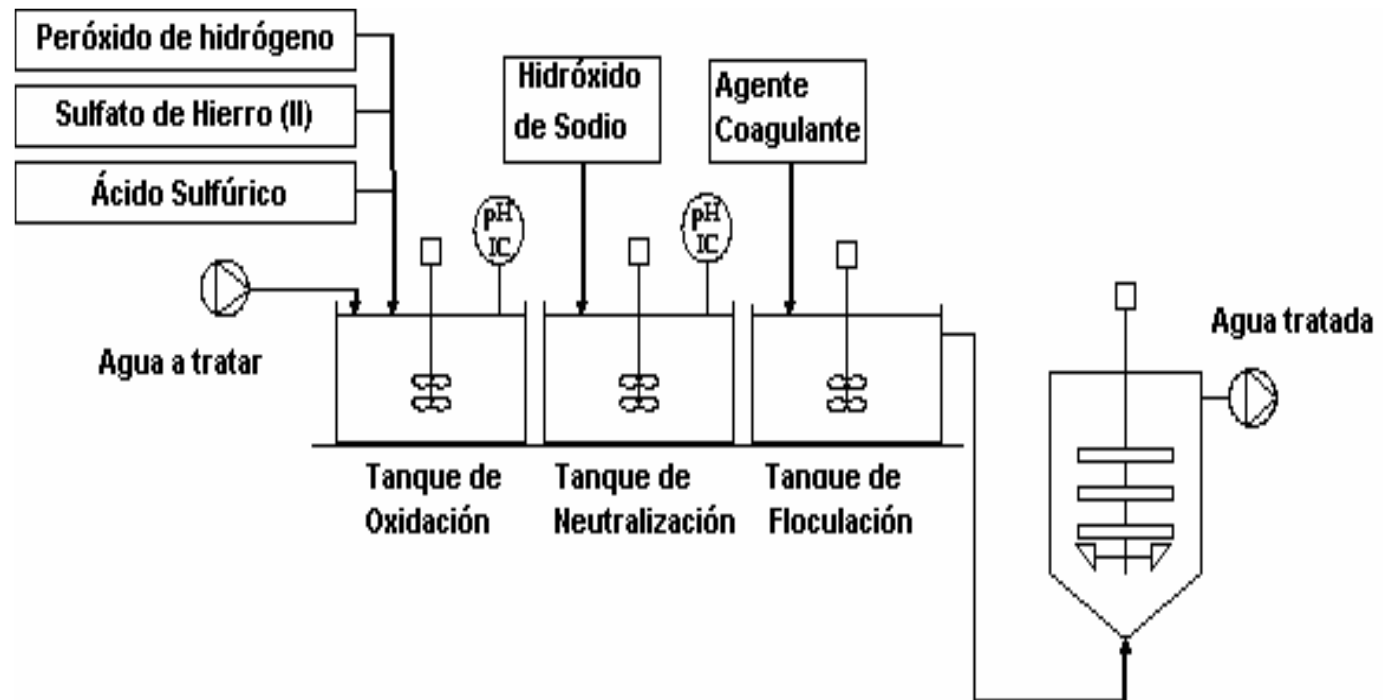 Peróxido de hidrógeno
Sulfato de Hierro (II)
Ácido Sulfúrico
Hidróxido
de Sodio
Agente
Coagulante
pH
IC
pH
IC
Agua a tratar
Agua tratada
Tanque de
Oxidación
Tanque de
Neutralización
Tanque de
Floculación